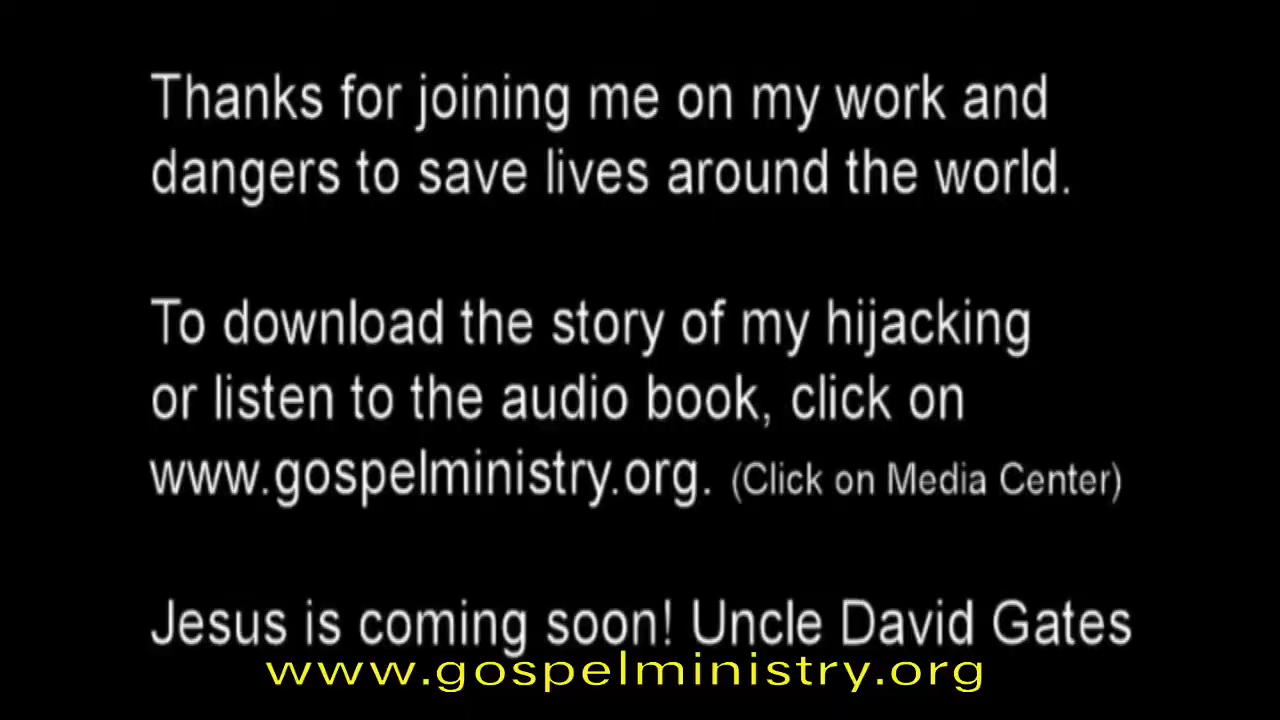 Thanks for joining me on my work and
dangers to save lives around the world.
To download the story of my hijacking
or listen to the audio book, click on
www.gospelministry.org. (Click on Media Center)
Jesus is coming soon! Uncle David Gates
www.gospelministry.org